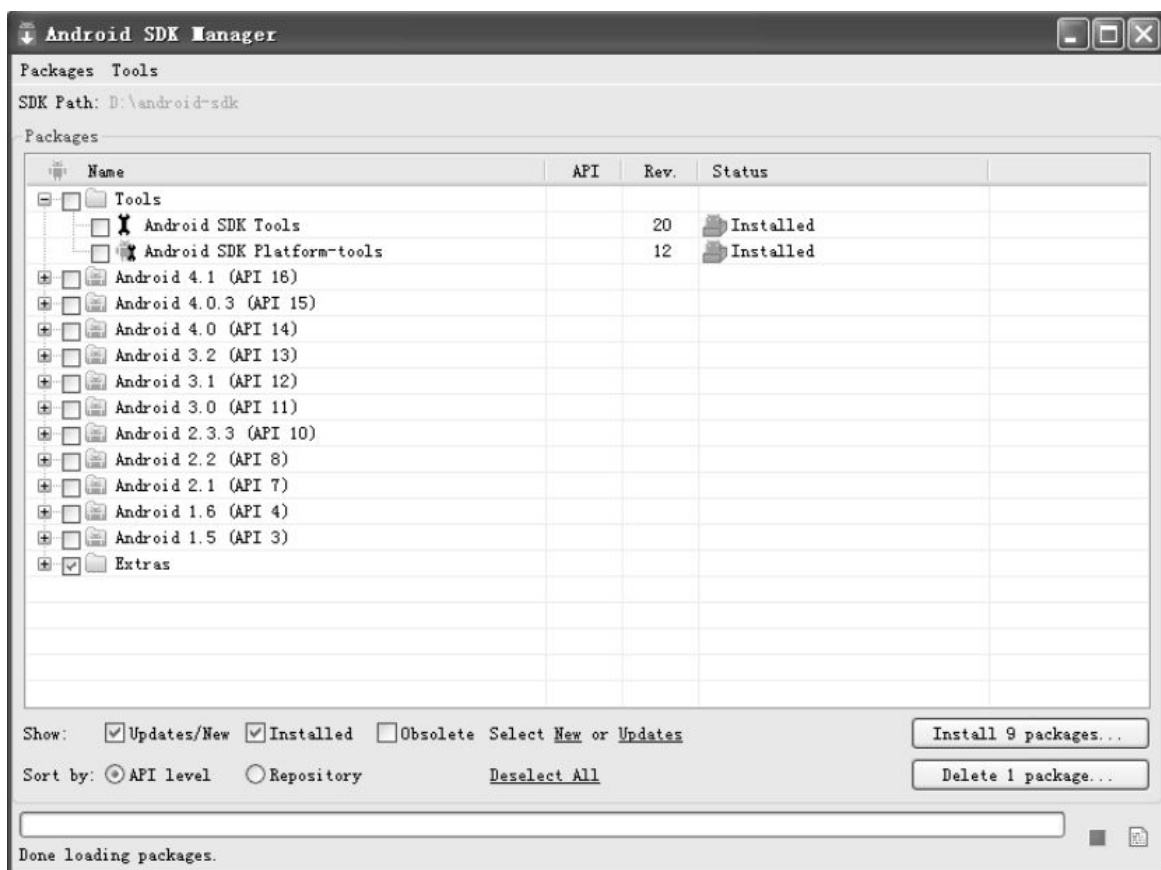 Android SDK Manager
Packages Tools
SDK Path: D:\android-sdk
Packages
Name API Rev. Status
Tools
Android SDK Tools 20 Installed
Android SDK Platform-tools 12 Installed
Android 4.1 (API 16)
Android 4.0.3 (API 15)
Android 4.0 (API 14)
Android 3.2 (API 13)
Android 3.1 (API 12)
Android 3.0 (API 11)
Android 2.3.3 (API 10)
Android 2.2 (API 8)
Android 2.1 (API 7)
Android 1.6 (API 4)
Android 1.5 (API 3)
Extras
Show: Updates/New Installed Obsolete Select New or Updates Install 9 packages...
Sort by: API level Repository Deselect All Delete 1 package...
Done loading packages.